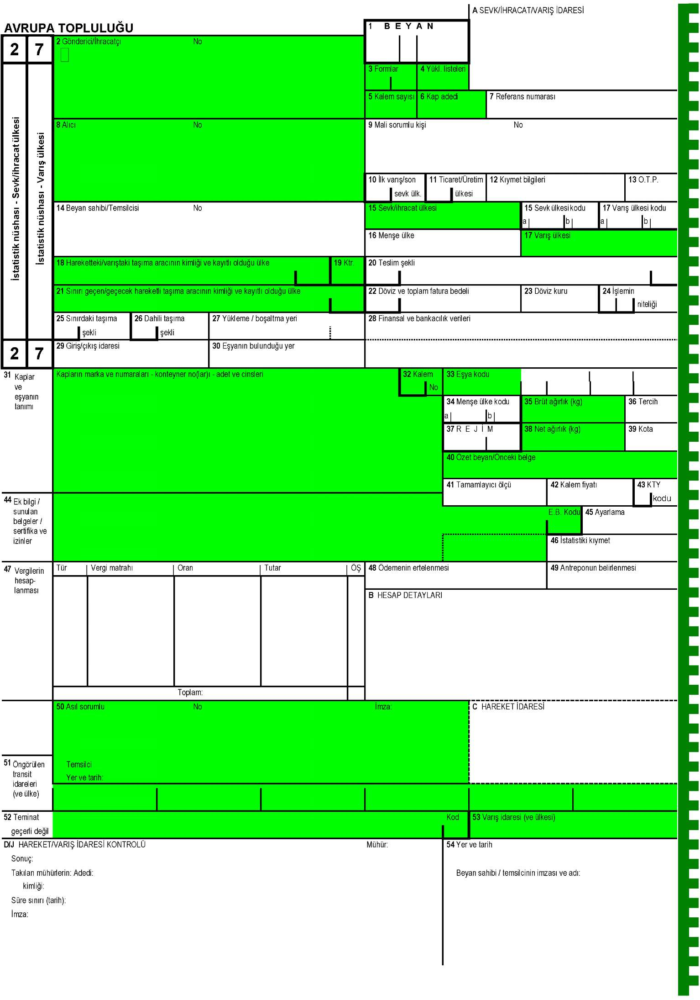 A SEVK/İHRACAT/VARIŞ İDARESİ
AVRUPA TOPLULUĞU
1 B E Y A N
2 7
2 Gönderici/İhracatçı No
3 Formlar 4 Yükl. listeleri
5 Kalem sayısı 6 Kap adedi 7 Referans numarası
İstatistik nüshası - Sevk/ihracat ülkesi
İstatistik nüshası - Varış ülkesi
8 Alıcı No 9 Mali sorumlu kişi No
10 İlk varış/son 11 Ticaret/Üretim 12 Kıymet bilgileri 13 O.T.P.
sevk ülk. ülkesi
14 Beyan sahibi/Temsilcisi No 15 Sevk/ihracat ülkesi 15 Sevk ülkesi kodu 17 Varış ülkesi kodu
a b a b
16 Menşe ülke 17 Varış ülkesi
18 Hareketteki/varıştaki taşıma aracının kimliği ve kayıtlı olduğu ülke 19 Ktr. 20 Teslim şekli
21 Sınırı geçen/geçecek hareketli taşıma aracının kimliği ve kayıtlı olduğu ülke 22 Döviz ve toplam fatura bedeli 23 Döviz kuru 24 İşlemin
niteliği
25 Sınırdaki taşıma 26 Dahili taşıma 27 Yükleme / boşaltma yeri 28 Finansal ve bankacılık verileri
şekli şekli
2 7
29 Giriş/çıkış idaresi 30 Eşyanın bulunduğu yer
31 Kaplar
ve
eşyanın
tanımı
Kapların marka ve numaraları - konteyner no(lar)ı - adet ve cinsleri 32 Kalem 33 Eşya kodu
No
34 Menşe ülke kodu 35 Brüt ağırlık (kg) 36 Tercih
a b
37 R E J İ M 38 Net ağırlık (kg) 39 Kota
40 Özet beyan/Önceki belge
41 Tamamlayıcı ölçü 42 Kalem fiyatı 43 KTY
kodu
44 Ek bilgi /
sunulan
belgeler /
sertifika ve
izinler
E.B. Kodu 45 Ayarlama
46 İstatistiki kıymet
47 Vergilerin
hesap-
lanması
Tür Vergi matrahı Oran Tutar ÖŞ 48 Ödemenin ertelenmesi 49 Antreponun belirlenmesi
B HESAP DETAYLARI
Toplam:
50 Asıl sorumlu No İmza: C HAREKET İDARESİ
Temsilci
Yer ve tarih:
51 Öngörülen
transit
idareleri
(ve ülke)
52 Teminat
geçerli değil
Kod 53 Varış idaresi (ve ülkesi)
D/J HAREKET/VARIŞ İDARESİ KONTROLÜ Mühür: 54 Yer ve tarih
Sonuç:
Takılan mühürlerin: Adedi: Beyan sahibi / temsilcinin imzası ve adı:
kimliği:
Süre sınırı (tarih):
İmza: